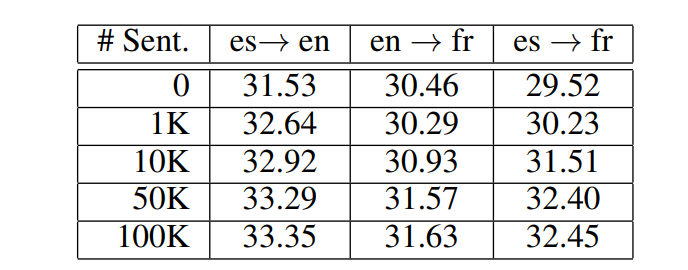 # Sent. es→ en en → fr es → fr
0 31.53 30.46 29.52
1K 32.64 30.29 30.23
10K 32.92 30.93 31.51
50K 33.29 31.57 32.40
100K 33.35 31.63 32.45